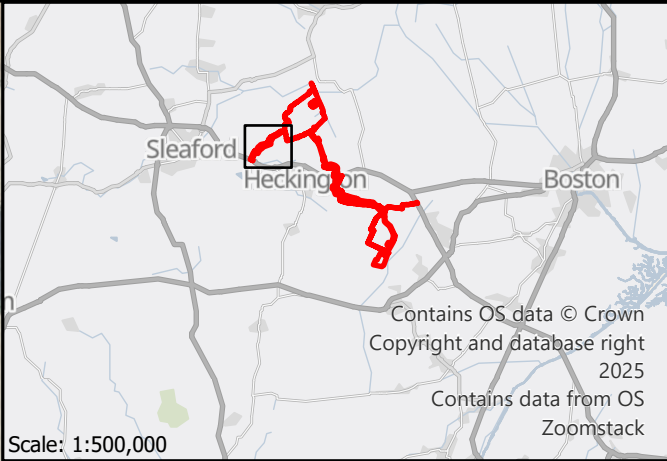 Sleaford
Heckington
Boston
n
Contains OS data © Crown
Copyright and database right
2025
Contains data from OS
Zoomstack
Scale: 1:500,000